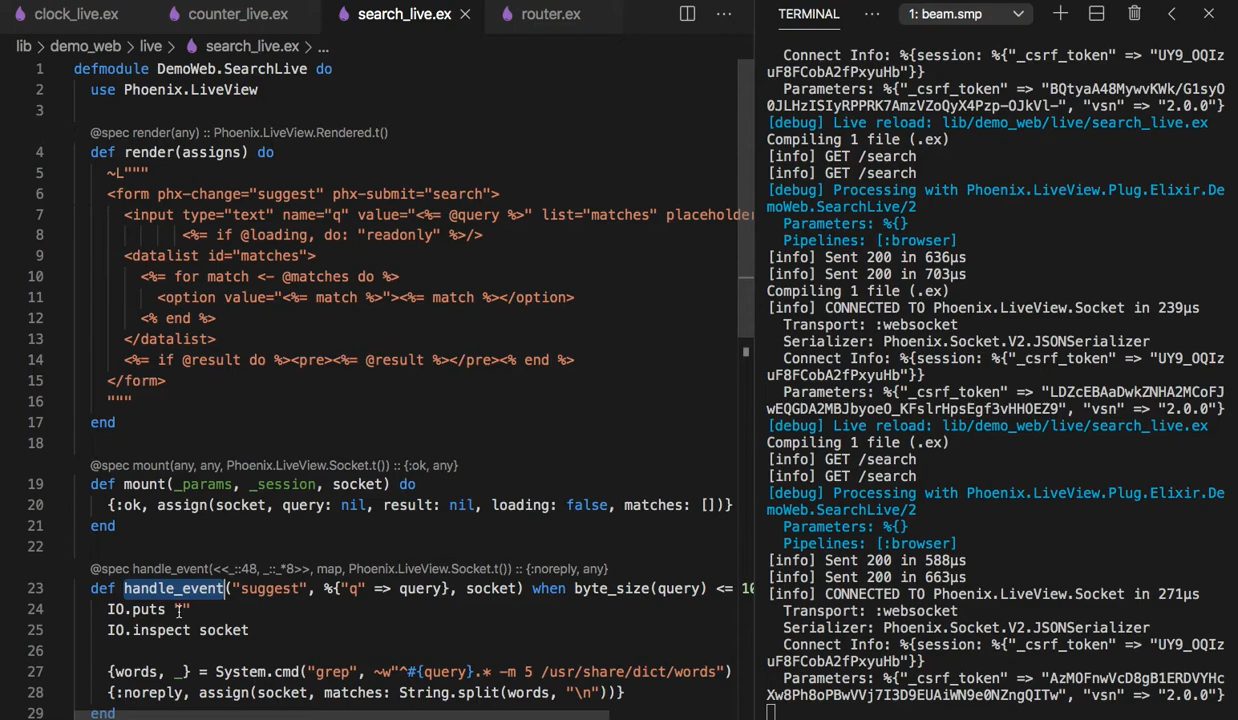 clock_live.ex
counter_live.ex
search_live.ex
router.ex
lib > demo_web > live > search_live.ex > ...
1 defmodule DemoWeb.SearchLive do
2 use Phoenix.LiveView
3
@spec render(any) :: Phoenix.LiveView.Rendered.t()
4 def render(assigns) do
5 ~L"""
6 <form phx-change="suggest" phx-submit="search">
7 <input type="text" name="q" value="<%= @query %>" list="matches" placeholder
8 <%= if @loading, do: "readonly" %>/>
9 <datalist id="matches">
10 <%= for match <- @matches do %>
11 <option value="<%= match %>"><%= match %></option>
12 <% end %>
13 </datalist>
14 <%= if @result do %><pre><%= @result %></pre><% end %>
15 </form>
16 """
17 end
18
@spec mount(any, any, Phoenix.LiveView.Socket.t()) :: {:ok, any}
19 def mount(_params, _session, socket) do
20 {:ok, assign(socket, query: nil, result: nil, loading: false, matches: [])}
21 end
22
@spec handle_event(<<_::48, _::_*8>>, map, Phoenix.LiveView.Socket.t()) :: {:noreply, any}
23 def handle_event("suggest", %{"q" => query}, socket) when byte_size(query) <= 10
24 IO.puts ""
25 IO.inspect socket
26
27 {words, _} = System.cmd("grep", ~w"^#{query}.* -m 5 /usr/share/dict/words")
28 {:noreply, assign(socket, matches: String.split(words, "\n"))}
29 end
TERMINAL ... 1: beam.smp
Connect Info: %{session: %{"_csrf_token" => "UY9_OQIz
uF8FCobA2fPxyuHb"}}
Parameters: %{"_csrf_token" => "BQtyaA48MywvKWk/G1syO
0JLHzISIyRPPRK7AmzVZoQyX4Pzp-OJkVl-", "vsn" => "2.0.0"}
[debug] Live reload: lib/demo_web/live/search_live.ex
Compiling 1 file (.ex)
[info] GET /search
[info] GET /search
[debug] Processing with Phoenix.LiveView.Plug.Elixir.De
moWeb.SearchLive/2
Parameters: %{}
Pipelines: [:browser]
[info] Sent 200 in 636µs
[info] Sent 200 in 703µs
Compiling 1 file (.ex)
[info] CONNECTED TO Phoenix.LiveView.Socket in 239µs
Transport: :websocket
Serializer: Phoenix.Socket.V2.JSONSerializer
Connect Info: %{session: %{"_csrf_token" => "UY9_OQIz
uF8FCobA2fPxyuHb"}}
Parameters: %{"_csrf_token" => "LDZcEBAaDwkZNHA2MCoFJ
wEQGDA2MBJbyoeO_KFslrHpsEgf3vHHOEZ9", "vsn" => "2.0.0"}
[debug] Live reload: lib/demo_web/live/search_live.ex
Compiling 1 file (.ex)
[info] GET /search
[info] GET /search
[debug] Processing with Phoenix.LiveView.Plug.Elixir.De
moWeb.SearchLive/2
Parameters: %{}
Pipelines: [:browser]
[info] Sent 200 in 588µs
[info] Sent 200 in 663µs
[info] CONNECTED TO Phoenix.LiveView.Socket in 271µs
Transport: :websocket
Serializer: Phoenix.Socket.V2.JSONSerializer
Connect Info: %{session: %{"_csrf_token" => "UY9_OQIz
uF8FCobA2fPxyuHb"}}
Parameters: %{"_csrf_token" => "AzMOFnwVcD8gB1ERDVYHc
Xw8Ph8oPBwVVj7I3D9EUAiWN9e0NZngQITw", "vsn" => "2.0.0"}